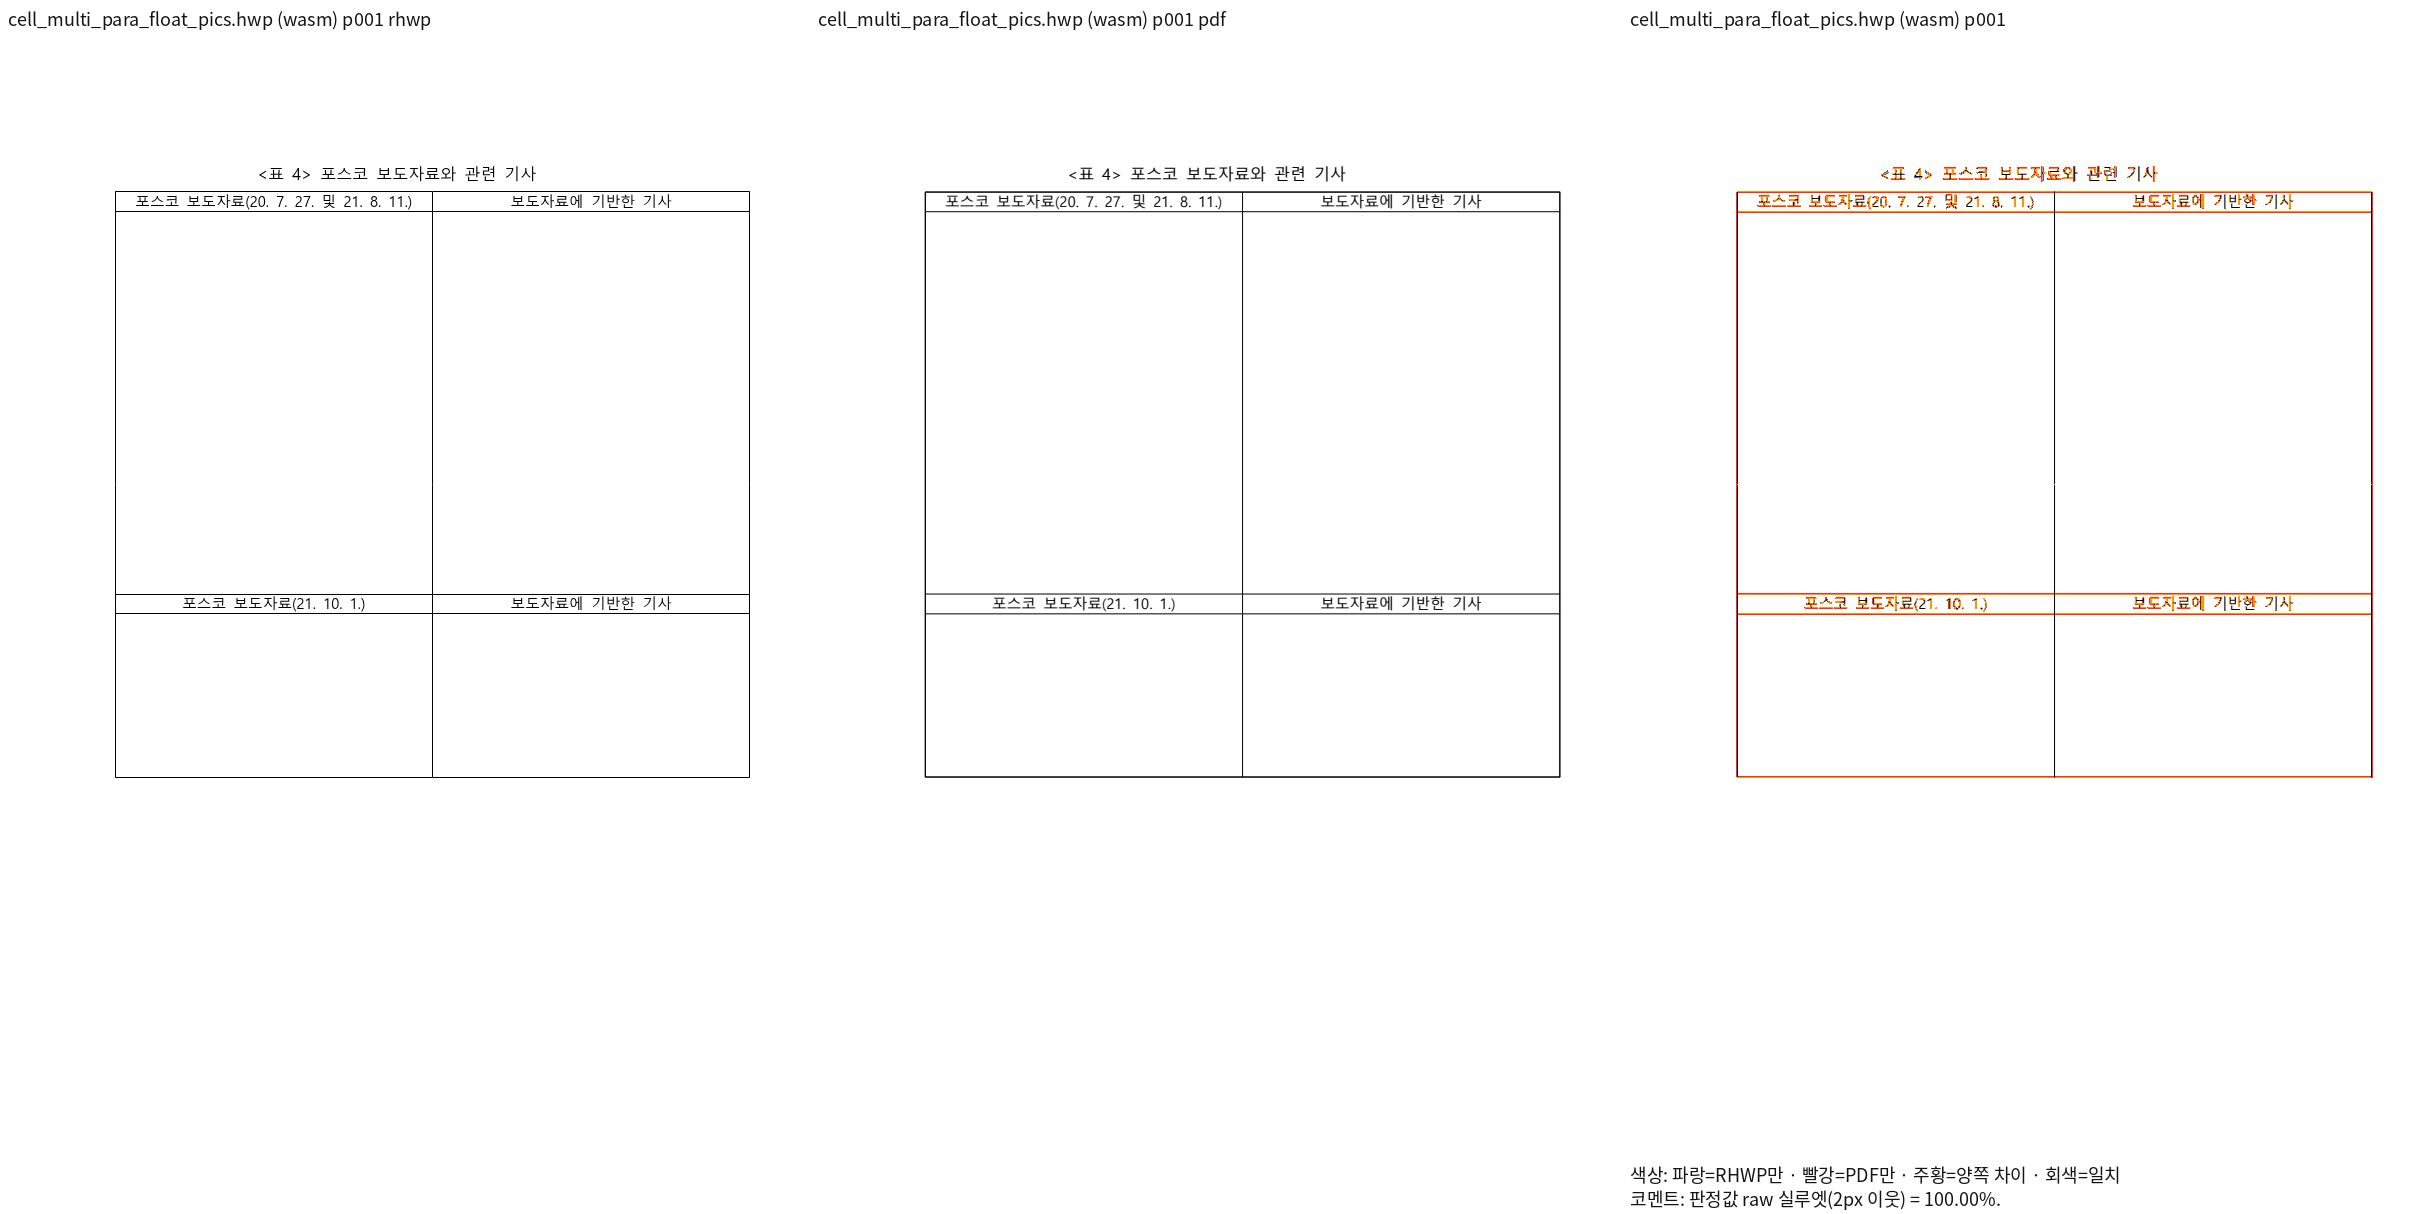 cell_multi_para_float_pics.hwp (wasm) p001 rhwp
<표 4> 포스코 보도자료와 관련 기사
포스코 보도자료(20. 7. 27. 및 21. 8. 11.) 보도자료에 기반한 기사
포스코 보도자료(21. 10. 1.) 보도자료에 기반한 기사
cell_multi_para_float_pics.hwp (wasm) p001 pdf
<표 4> 포스코 보도자료와 관련 기사
포스코 보도자료(20. 7. 27. 및 21. 8. 11.) 보도자료에 기반한 기사
포스코 보도자료(21. 10. 1.) 보도자료에 기반한 기사
cell_multi_para_float_pics.hwp (wasm) p001
<표 4> 포스코 보도자료와 관련 기사
포스코 보도자료(20. 7. 27. 및 21. 8. 11.) 보도자료에 기반한 기사
포스코 보도자료(21. 10. 1.) 보도자료에 기반한 기사
색상: 파랑=RHWP만 · 빨강=PDF만 · 주황=양쪽 차이 · 회색=일치
코멘트: 판정값 raw 실루엣(2px 이웃) = 100.00%.